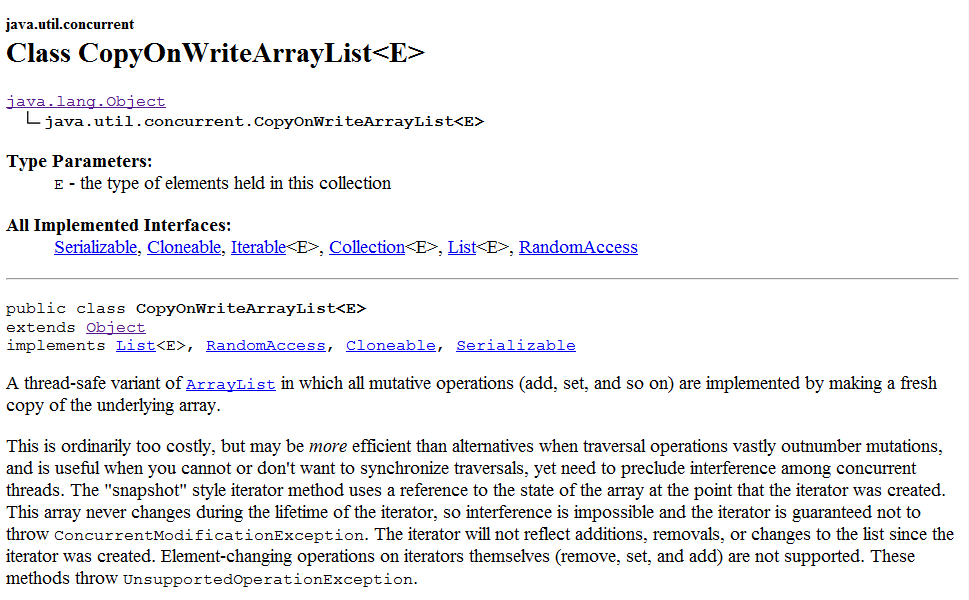 java.util.concurrent
Class CopyOnWriteArrayList<E>
java.lang.Object
java.util.concurrent.CopyOnWriteArrayList<E>
Type Parameters:
E - the type of elements held in this collection
All Implemented Interfaces:
Serializable, Cloneable, Iterable<E>, Collection<E>, List<E>, RandomAccess
public class CopyOnWriteArrayList<E>
extends Object
implements List<E>, RandomAccess, Cloneable, Serializable
A thread-safe variant of ArrayList in which all mutative operations (add, set, and so on) are implemented by making a fresh
copy of the underlying array.
This is ordinarily too costly, but may be more efficient than alternatives when traversal operations vastly outnumber mutations,
and is useful when you cannot or don't want to synchronize traversals, yet need to preclude interference among concurrent
threads. The "snapshot" style iterator method uses a reference to the state of the array at the point that the iterator was created.
This array never changes during the lifetime of the iterator, so interference is impossible and the iterator is guaranteed not to
throw ConcurrentModificationException. The iterator will not reflect additions, removals, or changes to the list since the
iterator was created. Element-changing operations on iterators themselves (remove, set, and add) are not supported. These
methods throw UnsupportedOperationException.